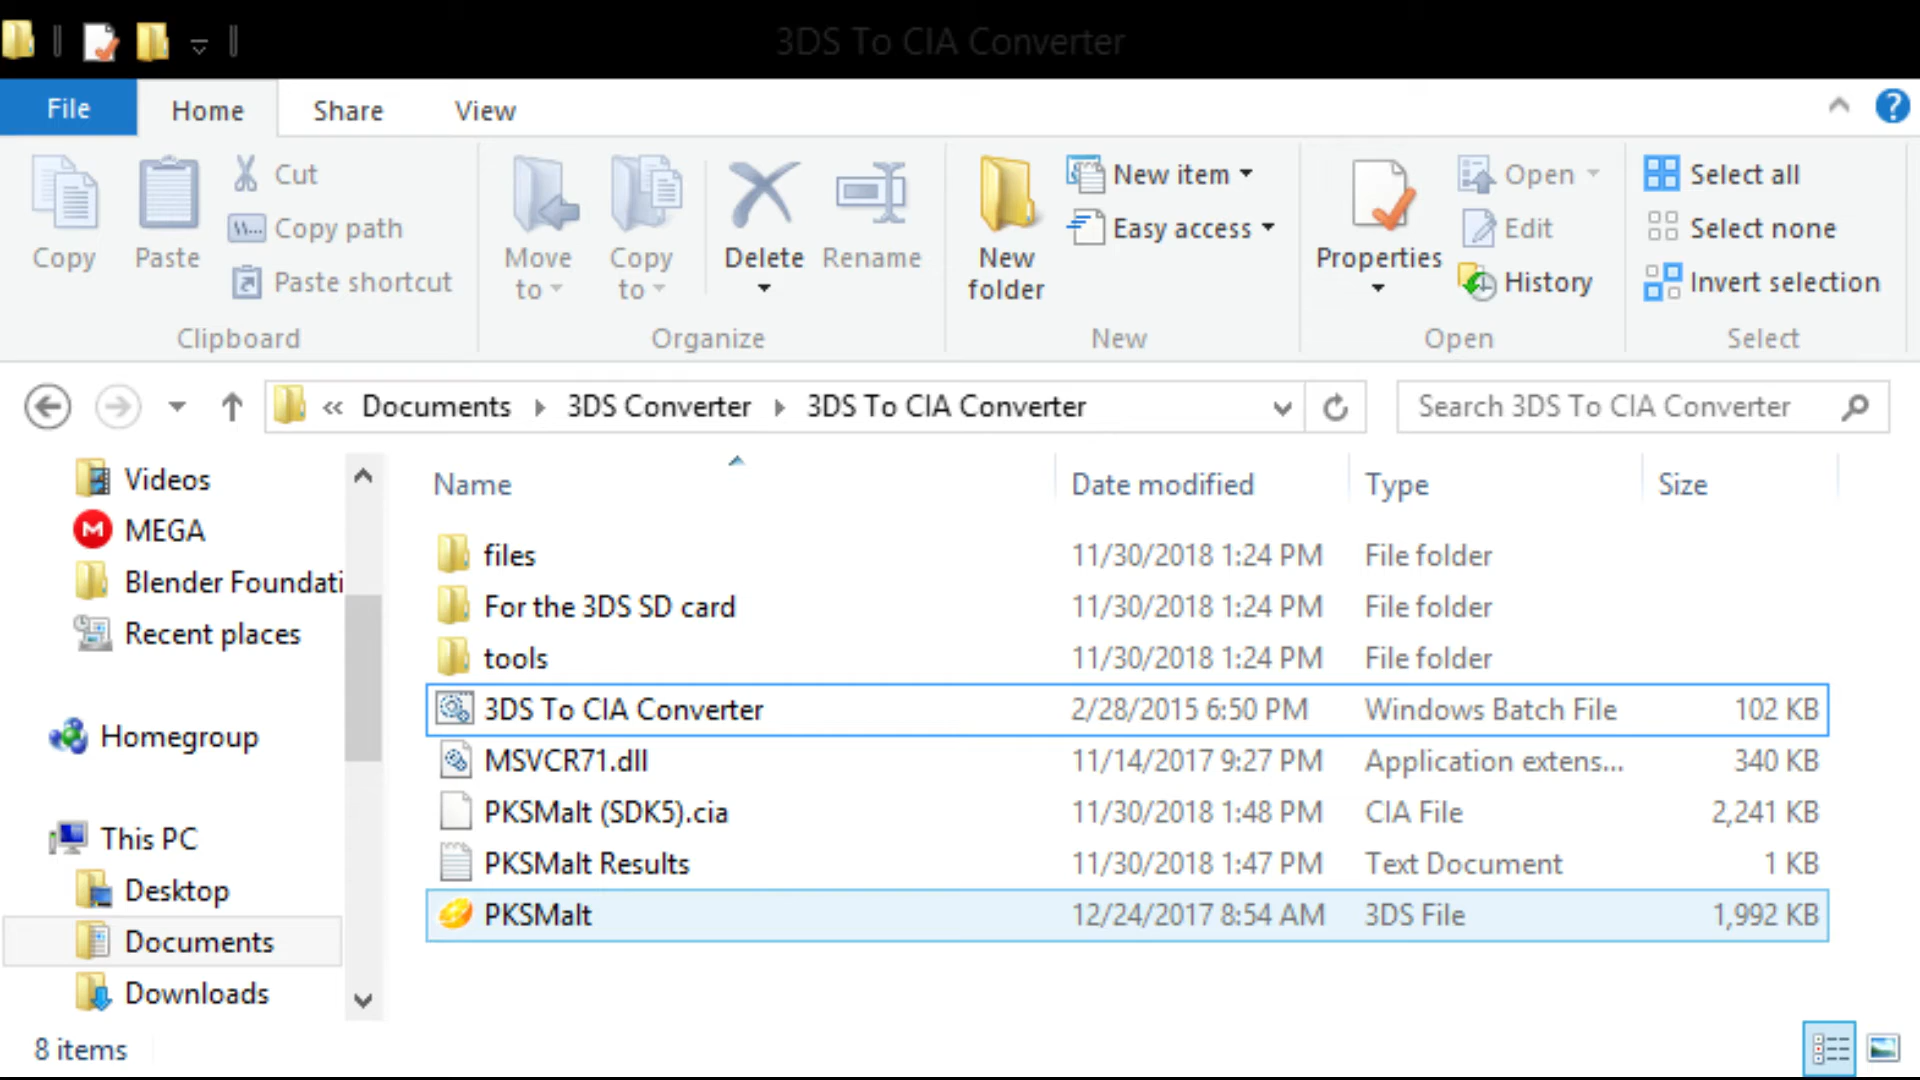 3DS To CIA Converter
File Home Share View
Copy
Paste
Cut
Copy path
Paste shortcut
Clipboard
Move to
Copy to
Delete
Rename
Organize
New folder
New item
Easy access
New
Properties
Open
Edit
History
Open
Select all
Select none
Invert selection
Select
« Documents 3DS Converter 3DS To CIA Converter
Search 3DS To CIA Converter
Videos
MEGA
Blender Foundati
Recent places
Homegroup
This PC
Desktop
Documents
Downloads
Name Date modified Type Size
files 11/30/2018 1:24 PM File folder
For the 3DS SD card 11/30/2018 1:24 PM File folder
tools 11/30/2018 1:24 PM File folder
3DS To CIA Converter 2/28/2015 6:50 PM Windows Batch File 102 KB
MSVCR71.dll 11/14/2017 9:27 PM Application extens... 340 KB
PKSMalt (SDK5).cia 11/30/2018 1:48 PM CIA File 2,241 KB
PKSMalt Results 11/30/2018 1:47 PM Text Document 1 KB
PKSMalt 12/24/2017 8:54 AM 3DS File 1,992 KB
8 items